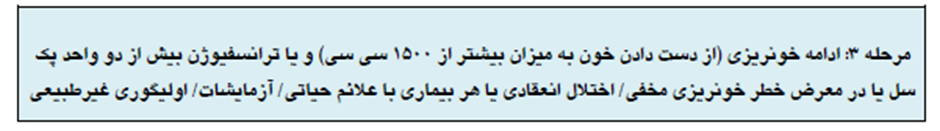 مرحله ۳: ادامه خونریزی (از دست دادن خون به میزان بیشتر از ۱۵۰۰ سی سی) و یا ترانسفیوژن بیش از دو واحد پک
سل یا در معرض خطر خونریزی مخفی/ اختلال انعقادی یا هر بیماری با علائم حیاتی/ آزمایشات/ اولیگوری غیرطبیعی